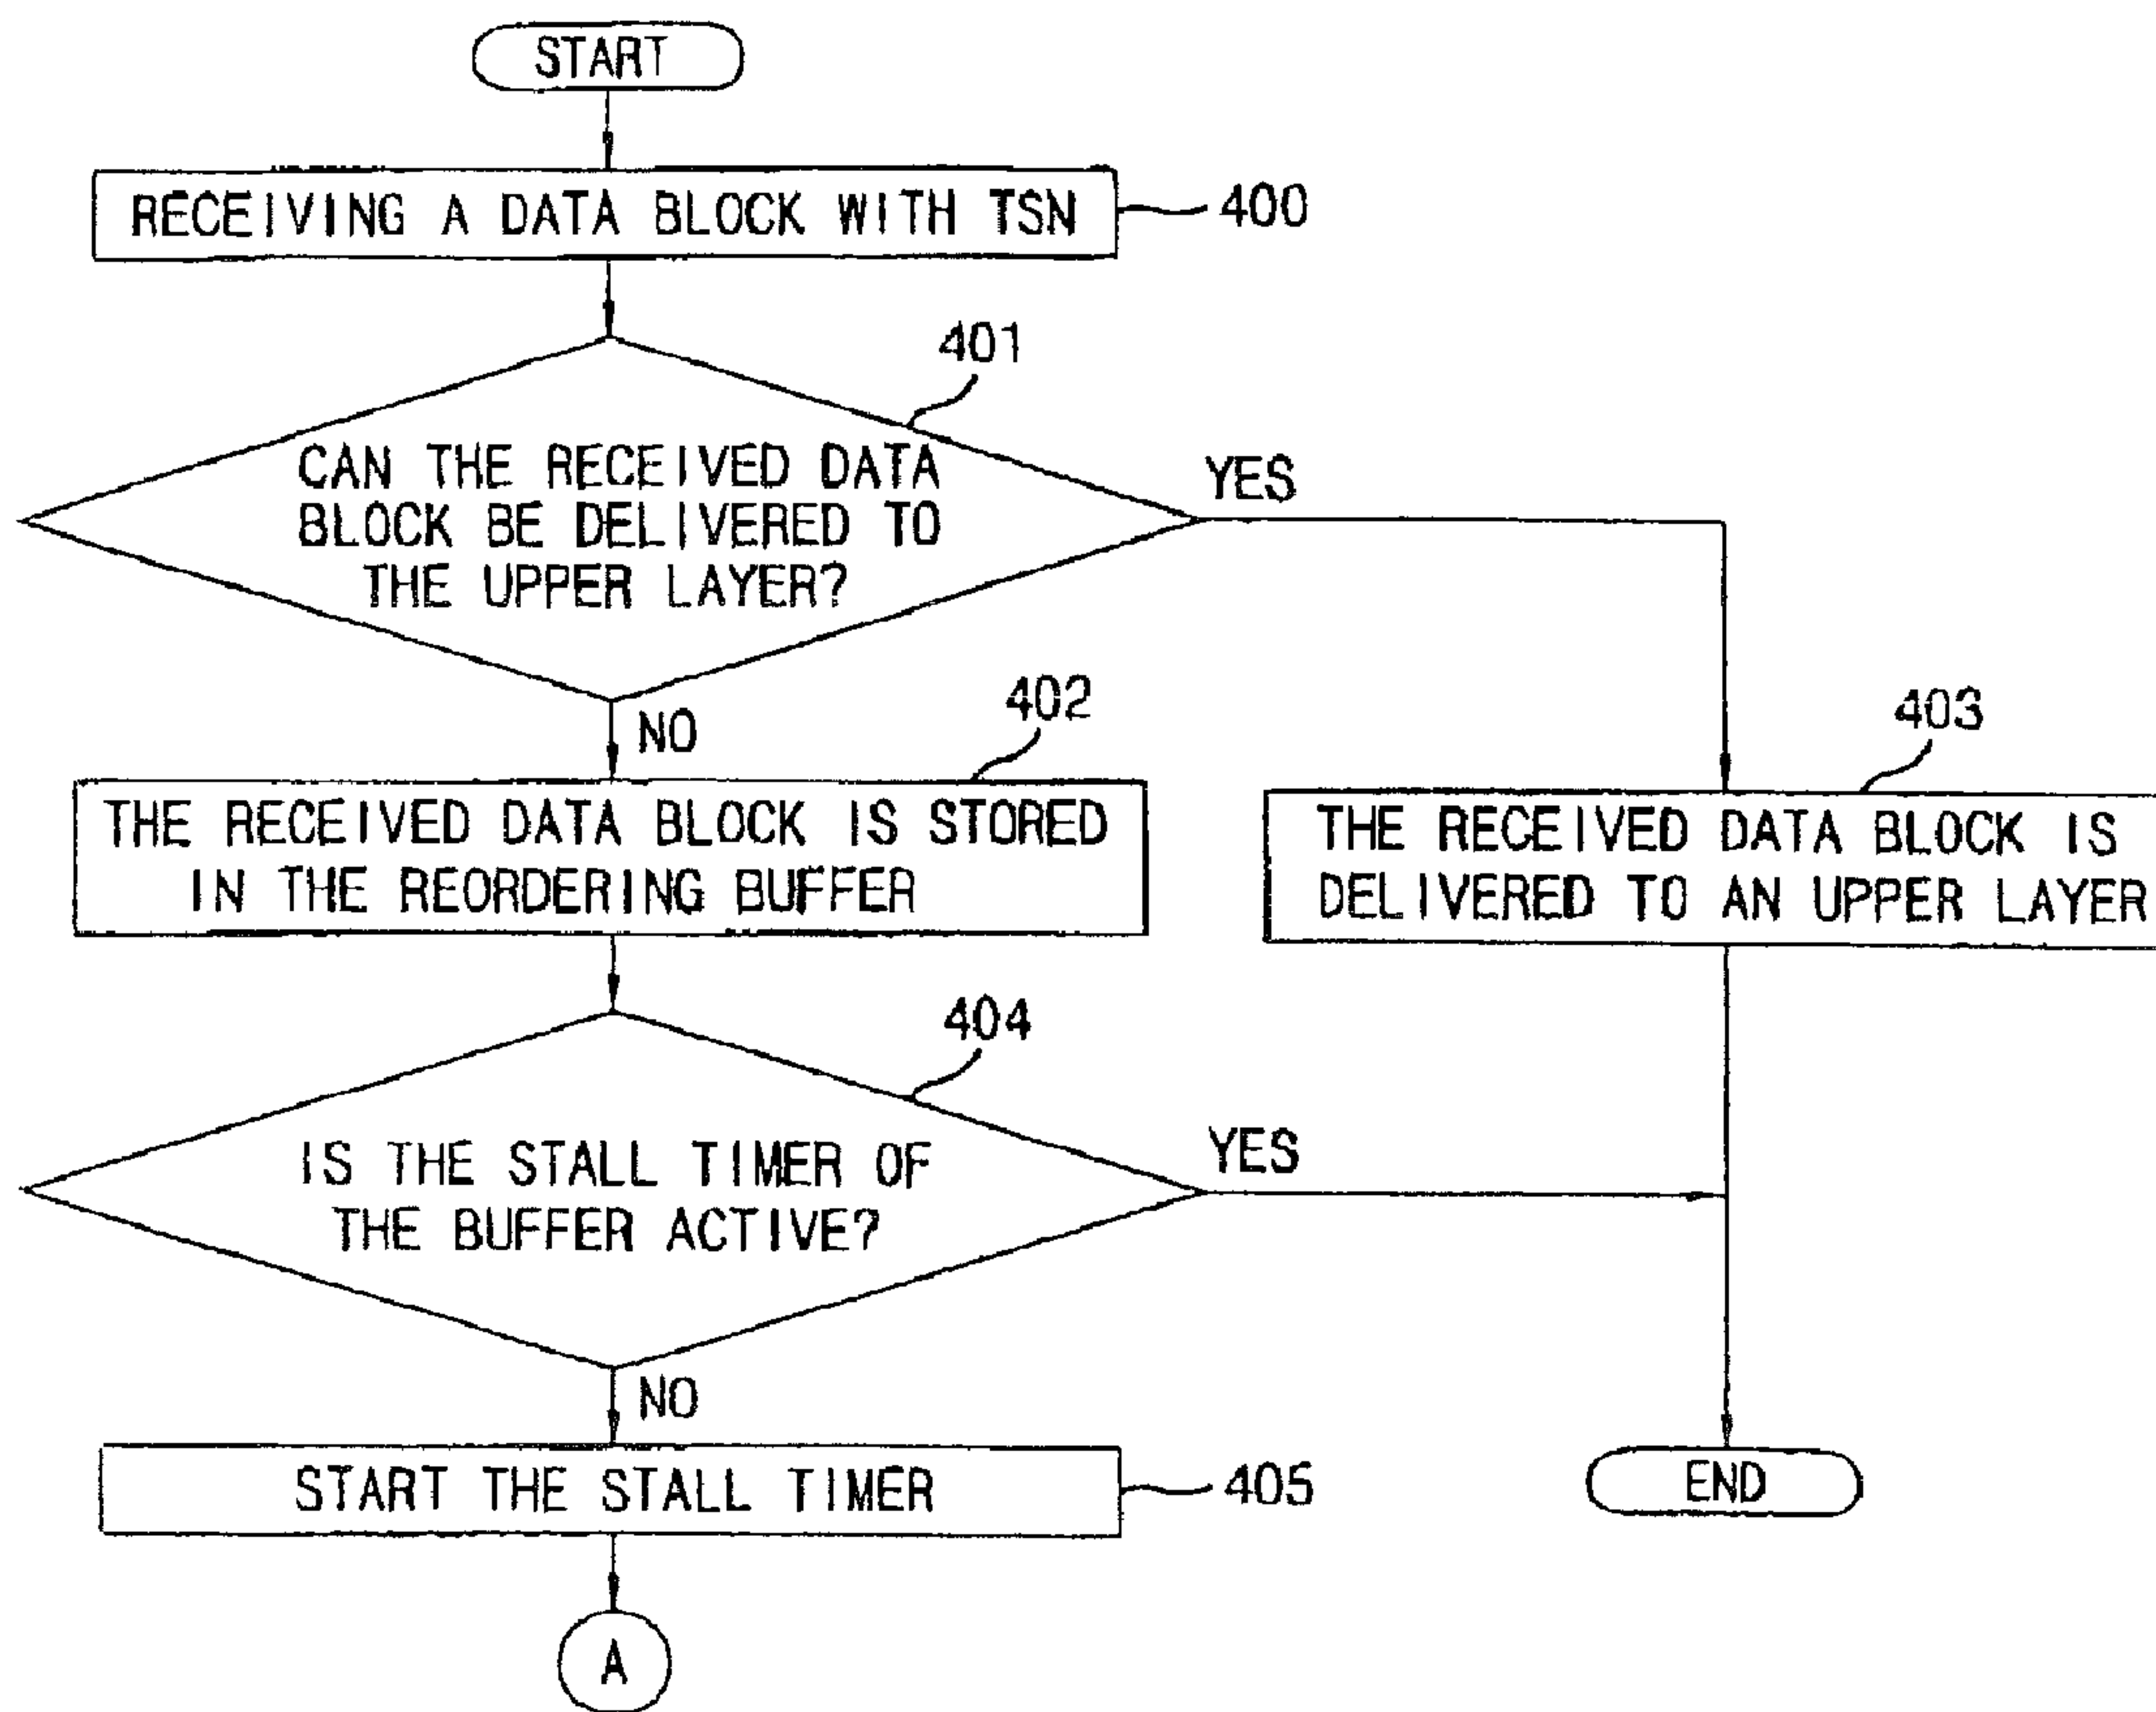 START
RECEIVING A DATA BLOCK WITH TSN
400
401
CAN THE RECEIVED DATA
BLOCK BE DELIVERED TO
THE UPPER LAYER?
YES
NO
402
403
THE RECEIVED DATA BLOCK IS STORED
IN THE REORDERING BUFFER
THE RECEIVED DATA BLOCK IS
DELIVERED TO AN UPPER LAYER
404
IS THE STALL TIMER OF
THE BUFFER ACTIVE?
YES
NO
START THE STALL TIMER
405
END
A